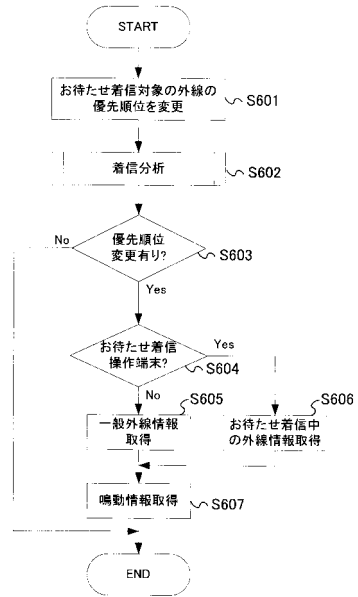 START
お待たせ着信対象の外線の
優先順位を変更
S601
着信分析
S602
No
優先順位
変更有り?
S603
Yes
お待たせ着信
操作端末?
Yes
S604
No
S605
一般外線情報
取得
S606
お待たせ着信中
の外線情報取得
鳴動情報取得
S607
END